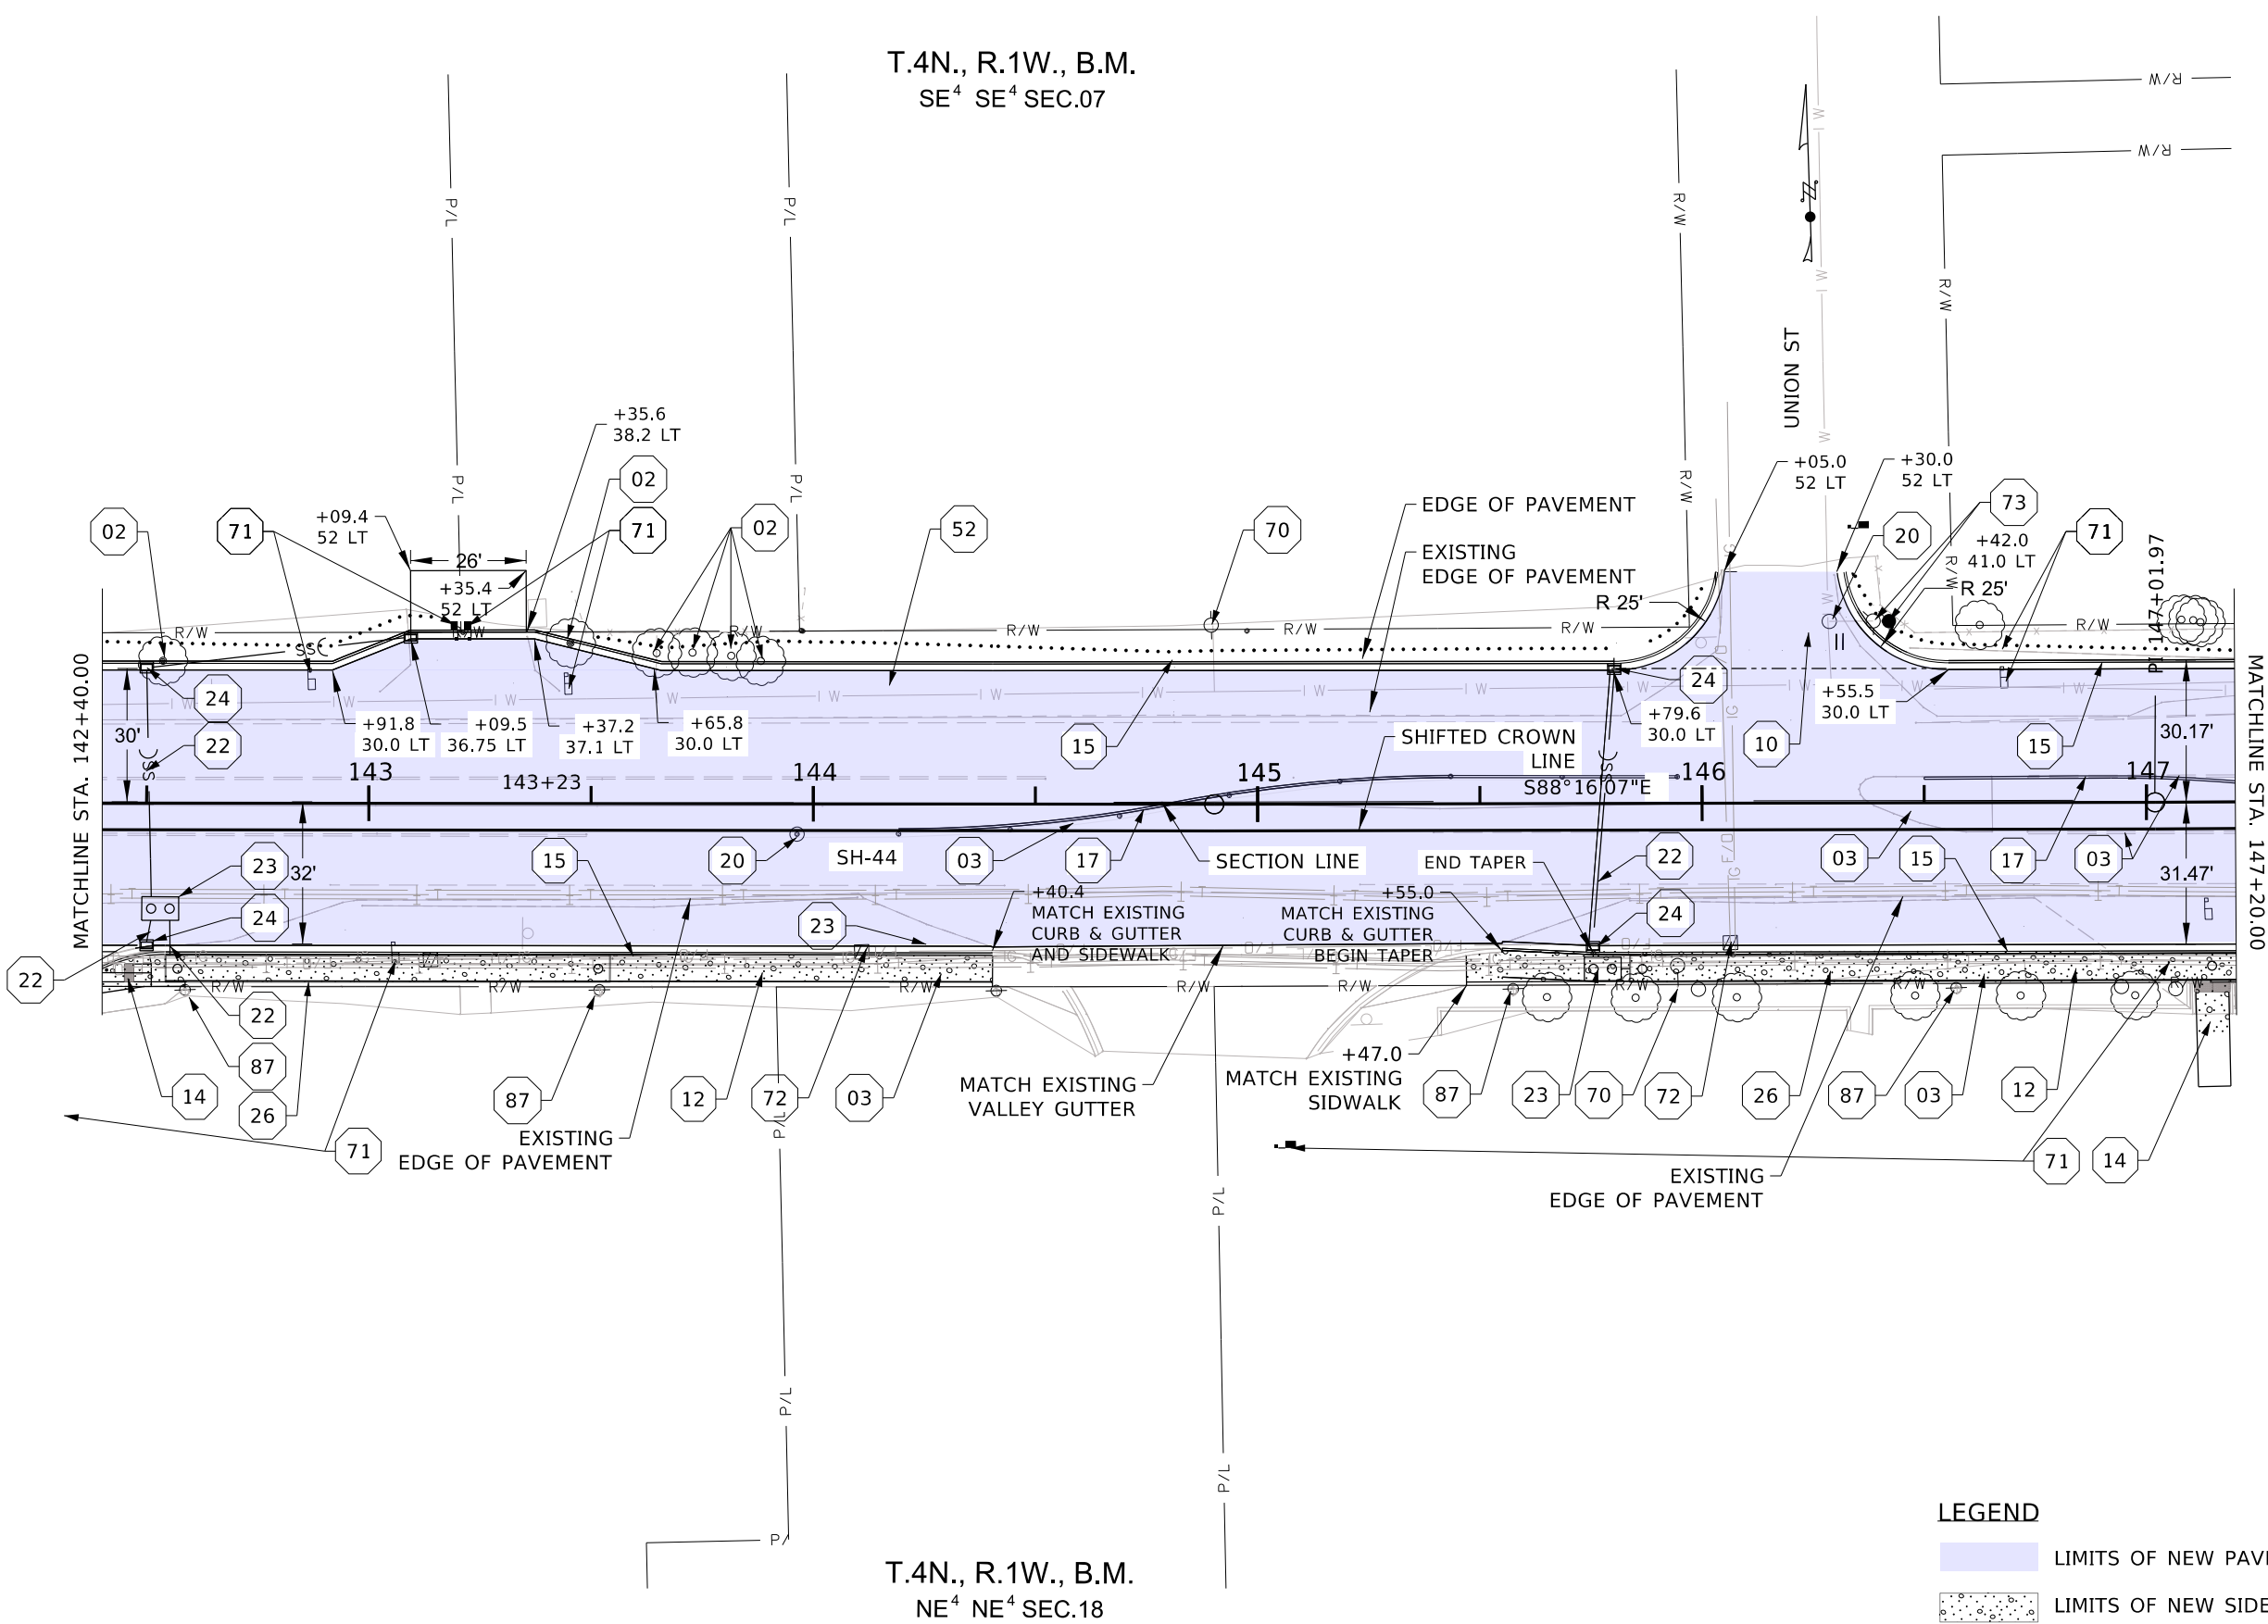 T.4N., R.1W., B.M.
SE⁴ SE⁴ SEC.07
R/W
R/W
P/L
P/L
R/W
R/W
I W
I W
UNION ST
P/L
P/L
R/W
I W
+35.6
38.2 LT
02
+05.0
52 LT
+30.0
52 LT
EDGE OF PAVEMENT
73
02
71
+09.4
52 LT
71
02
52
70
20
+42.0
41.0 LT
71
26'
EXISTING
EDGE OF PAVEMENT
IG
R/W
PI 147+01.97
+35.4
52 LT
R 25'
R 25'
R/W
R/W
R/W
R/W
R/W
R/W
R/W
SSC
24
24
I W
I W
I W
I W
I W
I W
I W
I W
+91.8
30.0 LT
+09.5
36.75 LT
+37.2
37.1 LT
+65.8
30.0 LT
+79.6
30.0 LT
+55.5
30.0 LT
MATCHLINE STA. 142+40.00
MATCHLINE STA. 147+20.00
30'
22
15
SHIFTED CROWN
LINE
S88°16'07"E
10
15
30.17'
SSC
SSC
143
143+23
144
145
146
147
23
32'
15
20
SH-44
03
17
SECTION LINE
END TAPER
22
03
15
17
03
31.47'
24
23
+40.4
MATCH EXISTING
CURB & GUTTER
AND SIDEWALK
+55.0
MATCH EXISTING
CURB & GUTTER
BEGIN TAPER
24
IG
F/O
F/O
F/O
22
R/W
R/W
R/W
R/W
R/W
R/W
R/W
R/W
22
87
14
26
87
12
72
03
MATCH EXISTING
VALLEY GUTTER
+47.0
MATCH EXISTING
SIDWALK
87
23
70
72
26
87
03
12
71
EXISTING
EDGE OF PAVEMENT
P/L
71
14
EXISTING
EDGE OF PAVEMENT
P/L
P/L
P/L
P/
LEGEND
LIMITS OF NEW PAV
LIMITS OF NEW SIDE
T.4N., R.1W., B.M.
NE⁴ NE⁴ SEC.18